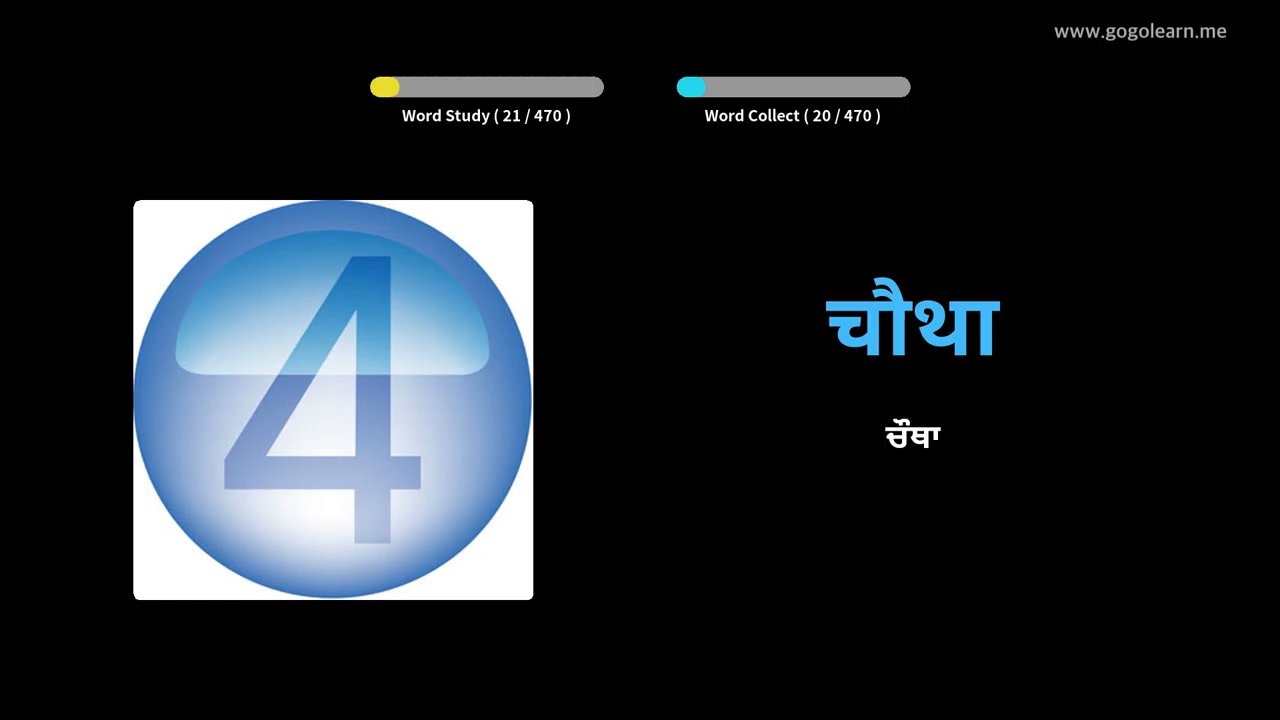 www.gogolearn.me
Word Study ( 21 / 470 )
Word Collect ( 20 / 470 )
4
चौथा
ਚੌਥਾ